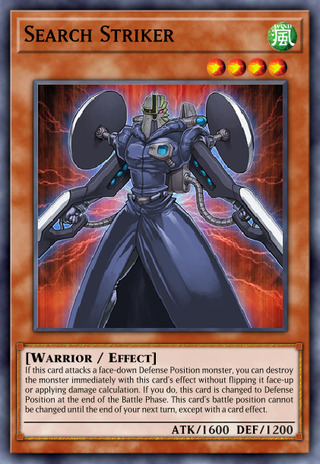 Search Striker
WIND
風
[Warrior / Effect]
If this card attacks a face-down Defense Position monster, you can destroy
the monster immediately with this card's effect without flipping it face-up
or applying damage calculation. If you do, this card is changed to Defense
Position at the end of the Battle Phase. This card's battle position cannot
be changed until the end of your next turn, except with a card effect.
ATK/1600 DEF/1200